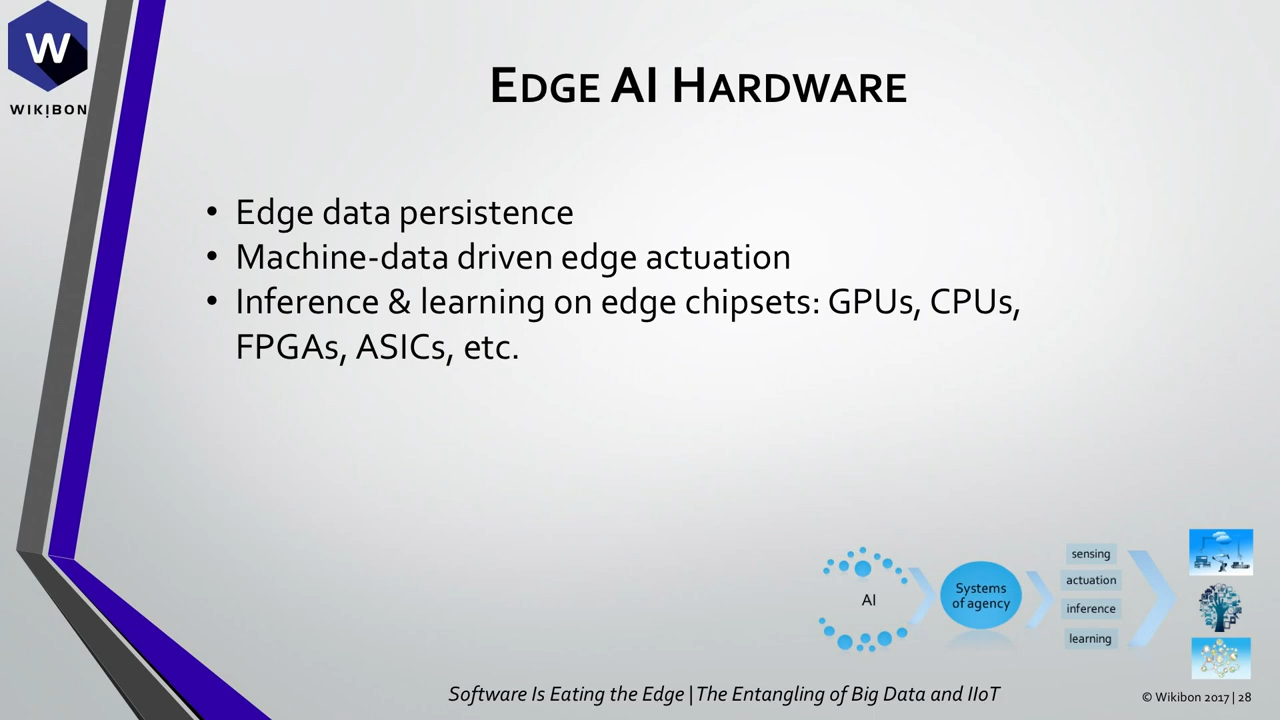 W
WIKIBON
EDGE AI HARDWARE
• Edge data persistence
• Machine-data driven edge actuation
• Inference & learning on edge chipsets: GPUs, CPUs,
FPGAs, ASICs, etc.
AI
Systems
of agency
sensing
actuation
inference
learning
Software Is Eating the Edge | The Entangling of Big Data and IIoT
© Wikibon 2017 | 28